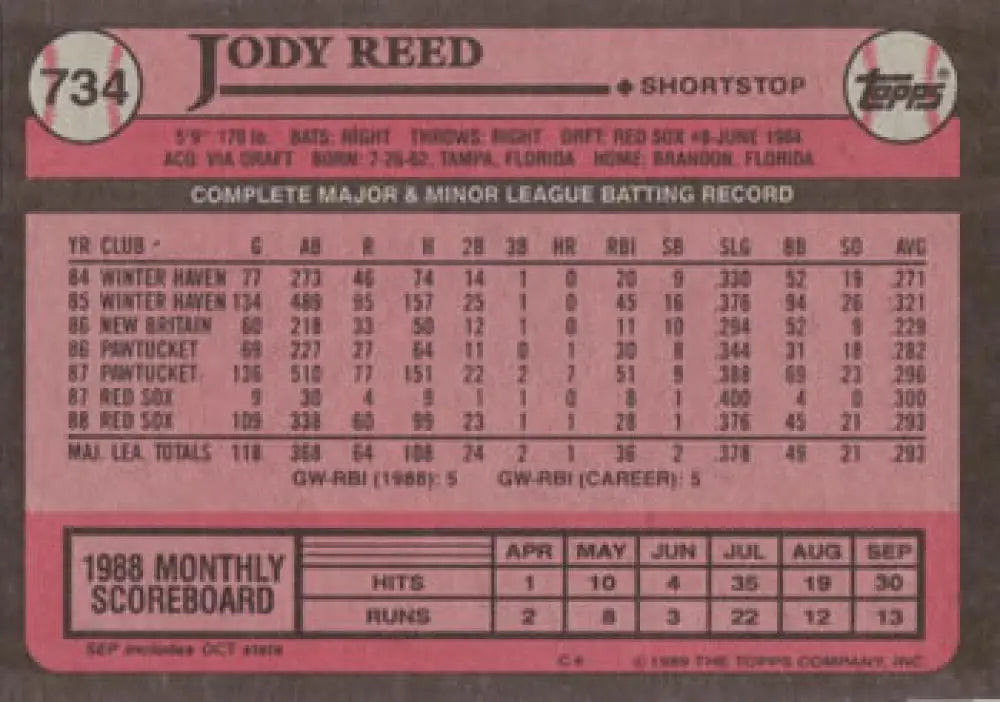 734 JODY REED ◆ SHORTSTOP Topps®
5'9" 170 lb. BATS: RIGHT THROWS: RIGHT DRFT: RED SOX #8-JUNE 1984
ACQ: VIA DRAFT BORN: 7-26-62, TAMPA, FLORIDA HOME: BRANDON, FLORIDA
COMPLETE MAJOR & MINOR LEAGUE BATTING RECORD
YR CLUB G AB R H 2B 3B HR RBI SB SLG BB SO AVG
84 WINTER HAVEN 77 273 46 74 14 1 0 20 9 .330 52 19 .271
85 WINTER HAVEN 134 489 95 157 25 1 0 45 16 .376 94 26 .321
86 NEW BRITAIN 60 218 33 50 12 1 0 11 10 .294 52 9 .229
86 PAWTUCKET 69 227 27 64 11 0 1 30 8 .344 31 18 .282
87 PAWTUCKET 136 510 77 151 22 2 7 51 9 .388 69 23 .296
87 RED SOX 9 30 4 9 1 1 0 8 1 .400 4 0 .300
88 RED SOX 109 338 60 99 23 1 1 28 1 .376 45 21 .293
MAJ. LEA. TOTALS 118 368 64 108 24 2 1 36 2 .378 49 21 .293
GW-RBI (1988): 5 GW-RBI (CAREER): 5
APR MAY JUN JUL AUG SEP
1988 MONTHLY
SCOREBOARD
HITS 1 10 4 35 19 30
RUNS 2 8 3 22 12 13
SEP includes OCT stats
C* © 1989 THE TOPPS COMPANY, INC.